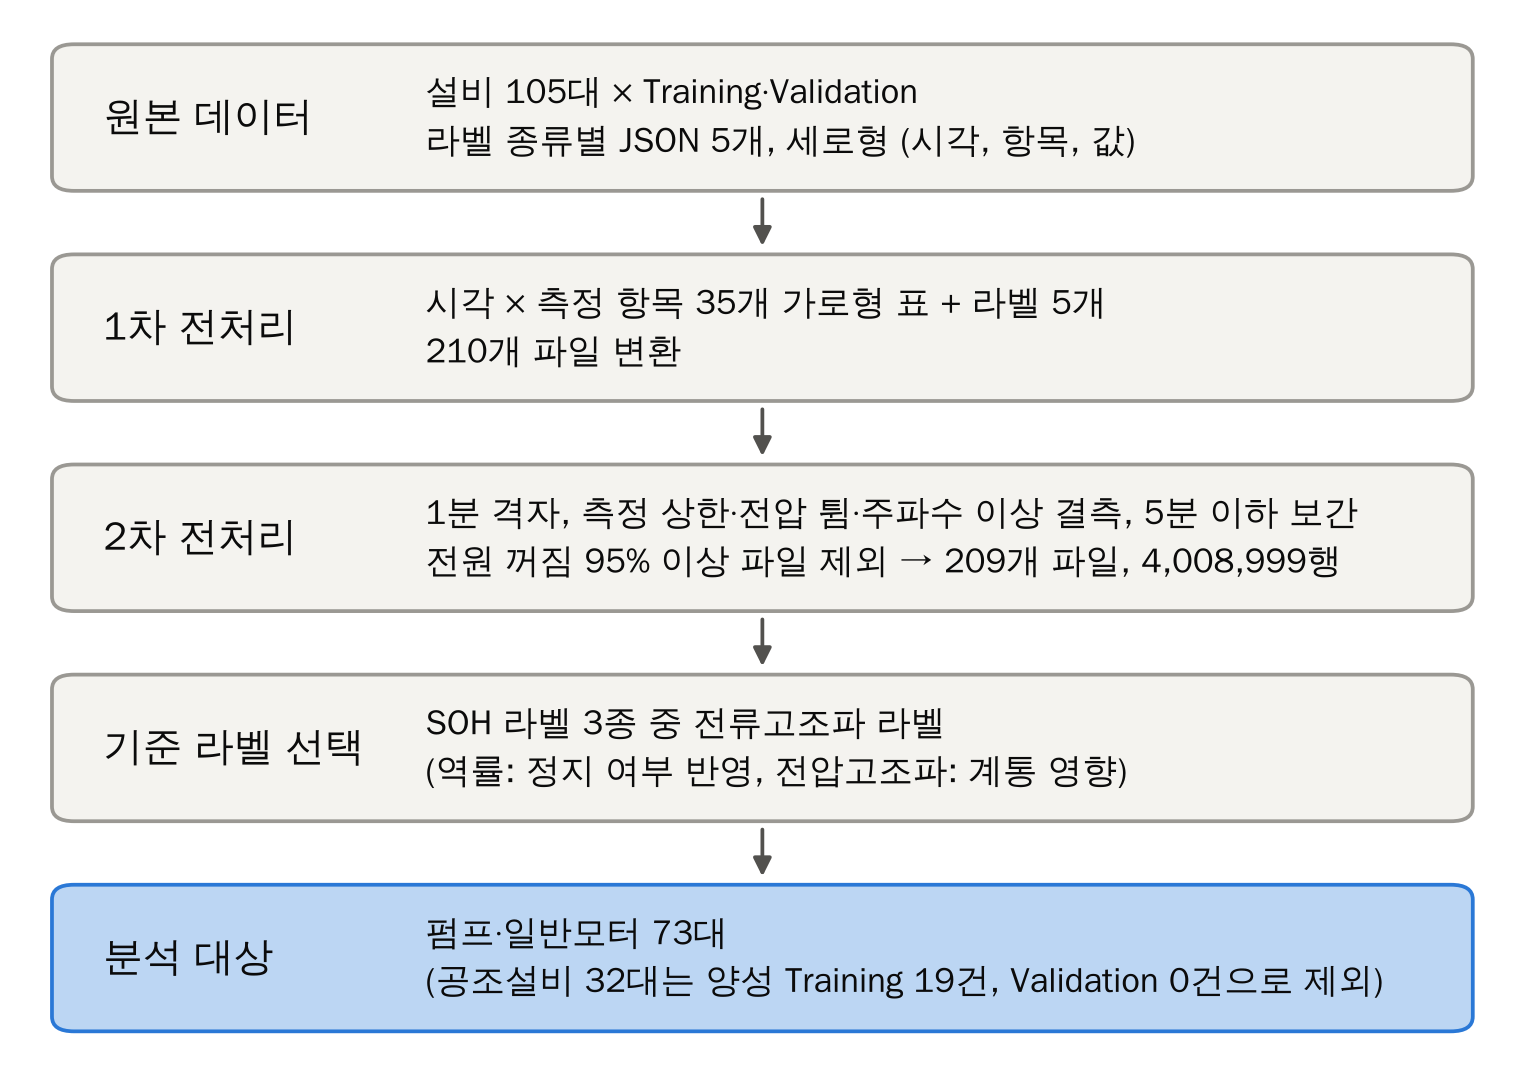 원본 데이터
설비 105대 × Training·Validation
라벨 종류별 JSON 5개, 세로형 (시각, 항목, 값)
1차 전처리
시각 × 측정 항목 35개 가로형 표 + 라벨 5개
210개 파일 변환
2차 전처리
1분 격자, 측정 상한·전압 튐·주파수 이상 결측, 5분 이하 보간
전원 꺼짐 95% 이상 파일 제외 → 209개 파일, 4,008,999행
기준 라벨 선택
SOH 라벨 3종 중 전류고조파 라벨
(역률: 정지 여부 반영, 전압고조파: 계통 영향)
분석 대상
펌프·일반모터 73대
(공조설비 32대는 양성 Training 19건, Validation 0건으로 제외)